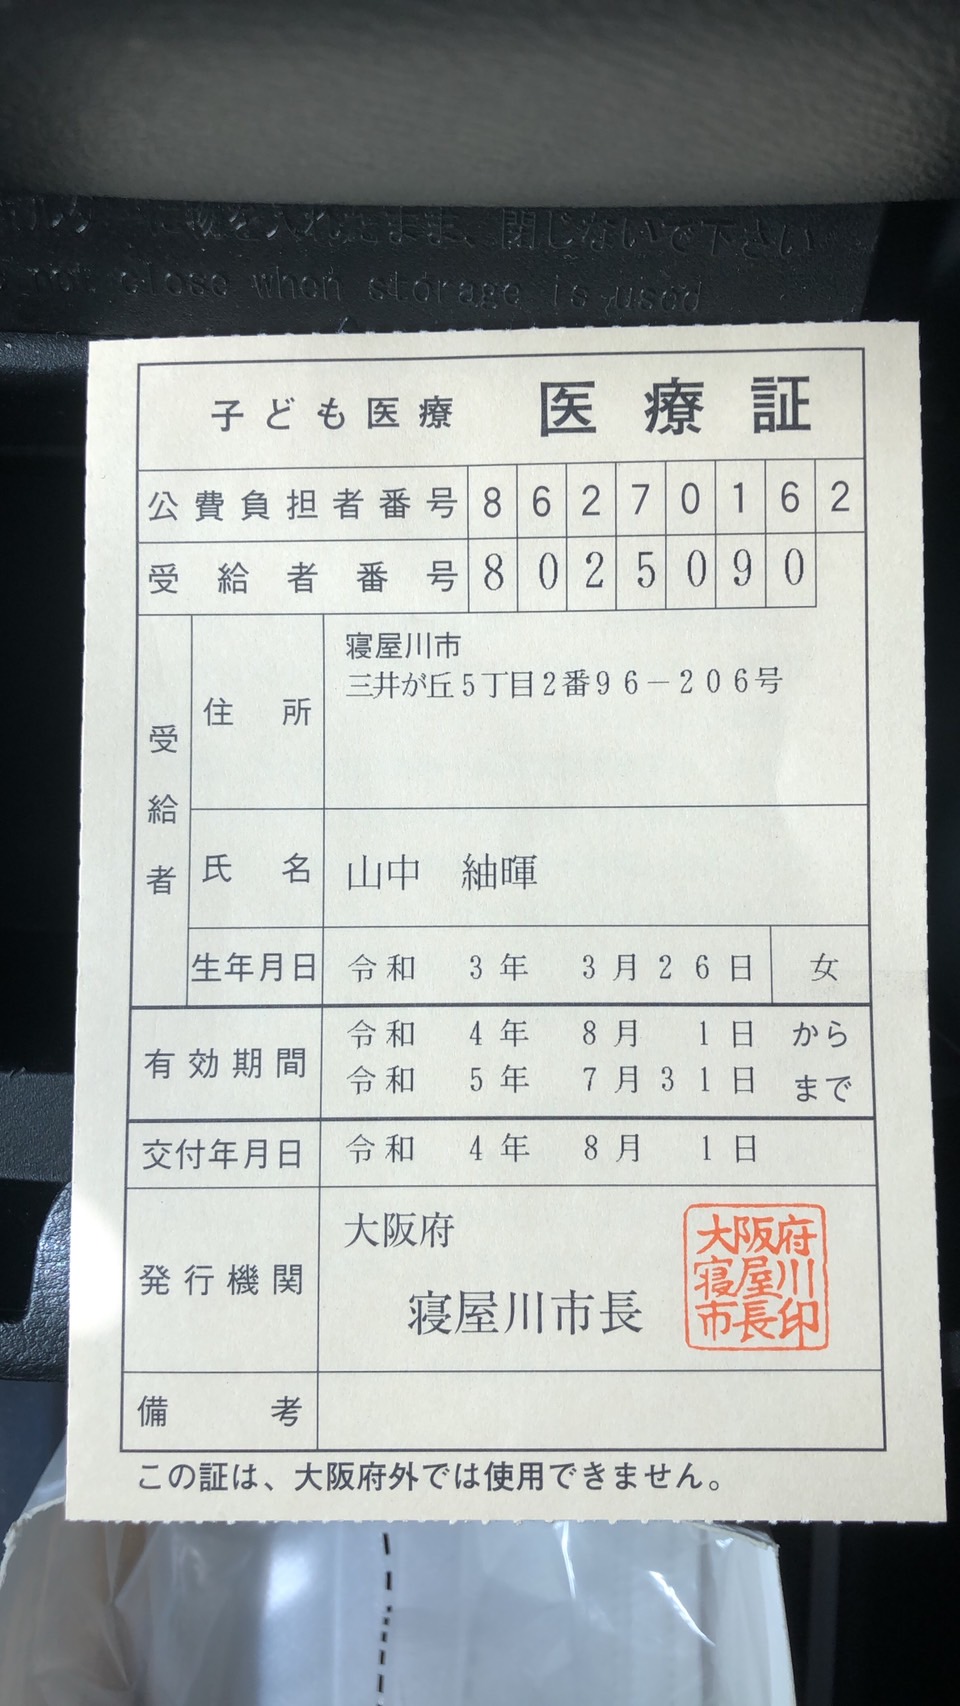 を入れたまま、閉じないで下さい
not close when storage is used
子ども医療 医療証
公費負担者番号 86270162
受給者番号 8025090
受給者
住所 寝屋川市
三井が丘5丁目2番96－206号
氏名 山中 紬暉
生年月日 令和 3年 3月26日 女
有効期間 令和 4年 8月 1日 から
令和 5年 7月31日 まで
交付年月日 令和 4年 8月 1日
発行機関 大阪府
寝屋川市長
大阪府
寝屋川
市長印
備考
この証は、大阪府外では使用できません。